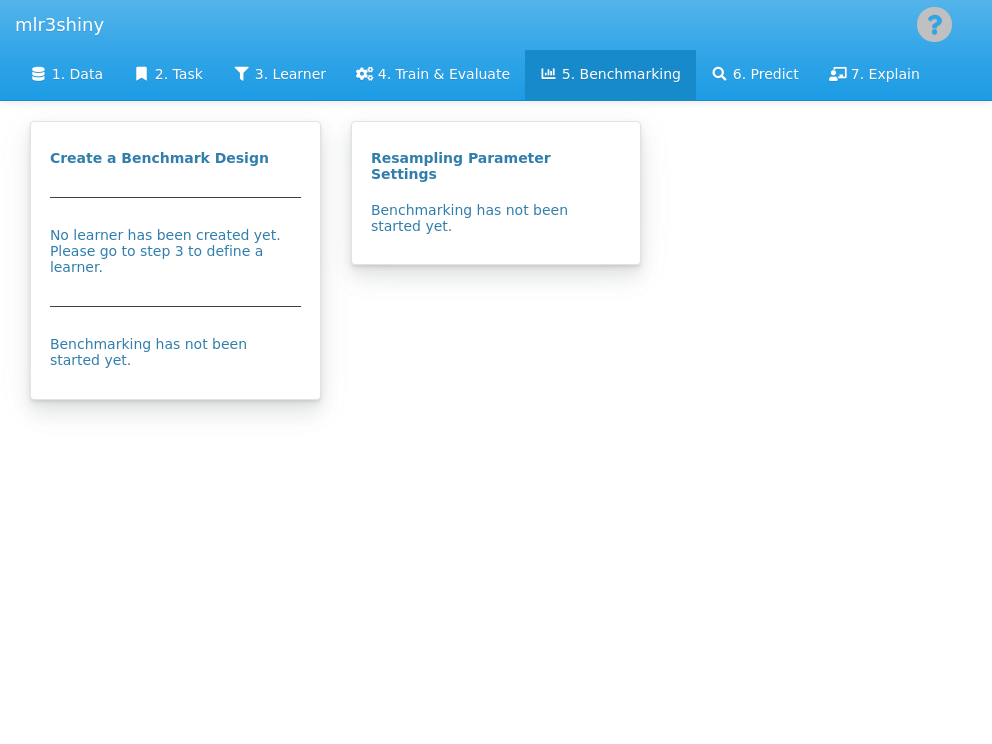 mlr3shiny
?
1. Data
2. Task
3. Learner
4. Train & Evaluate
5. Benchmarking
6. Predict
7. Explain
Create a Benchmark Design
No learner has been created yet.
Please go to step 3 to define a
learner.
Benchmarking has not been
started yet.
Resampling Parameter
Settings
Benchmarking has not been
started yet.